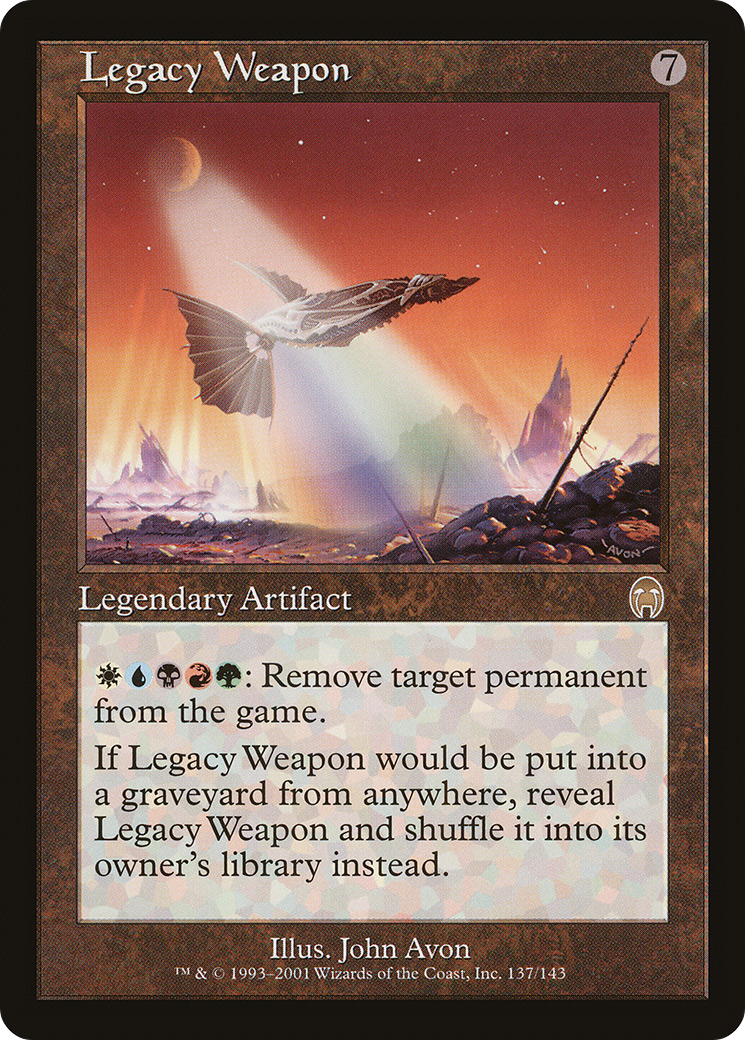 Legacy Weapon
7
AVON
Legendary Artifact
: Remove target permanent
from the game.
If Legacy Weapon would be put into
a graveyard from anywhere, reveal
Legacy Weapon and shuffle it into its
owner's library instead.
Illus. John Avon
™ & © 1993–2001 Wizards of the Coast, Inc. 137/143